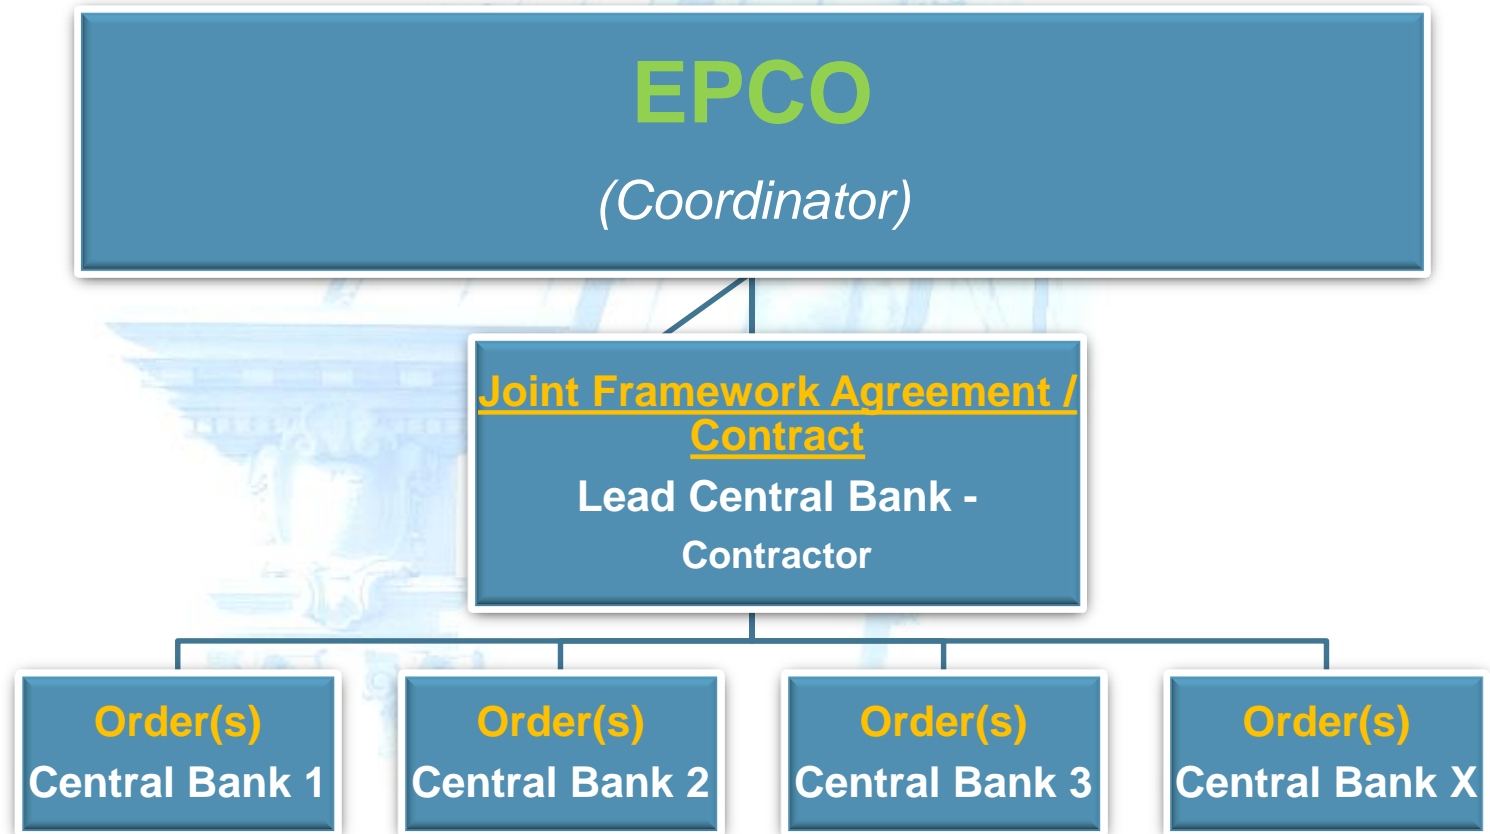 EPCO
(Coordinator)
Joint Framework Agreement /
Contract
Lead Central Bank -
Contractor
Order(s)
Central Bank 1
Order(s)
Central Bank 2
Order(s)
Central Bank 3
Order(s)
Central Bank X